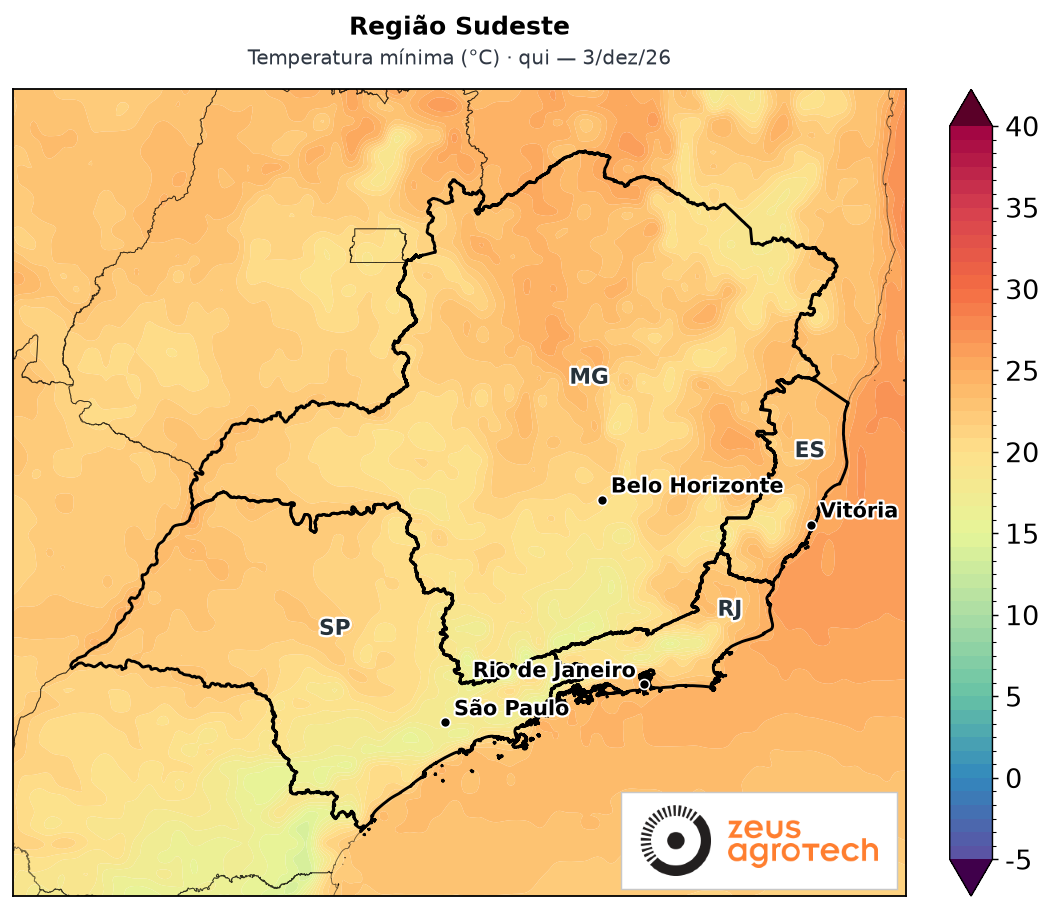 Região Sudeste
Temperatura mínima (°C) · qui — 3/dez/26
40
35
30
25
20
15
10
5
0
-5
MG
ES
Belo Horizonte
Vitória
RJ
SP
Rio de Janeiro
São Paulo
zeus
agrotech